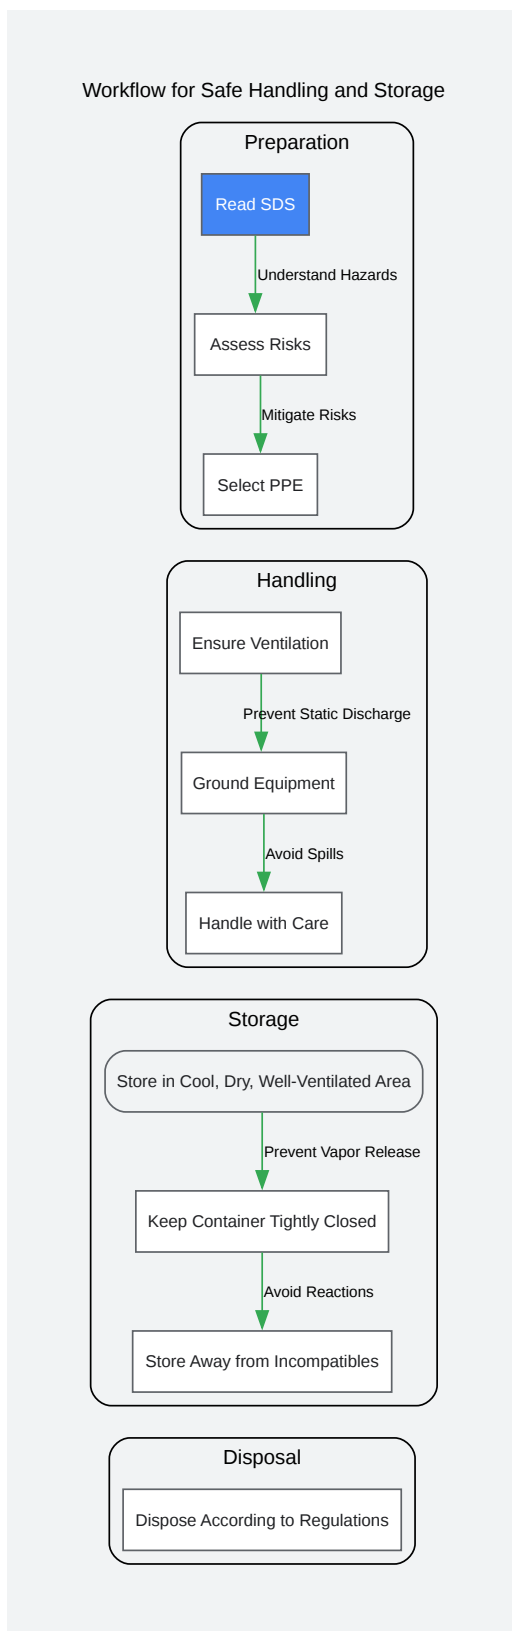 Workflow for Safe Handling and Storage
Preparation
Read SDS
Understand Hazards
Assess Risks
Mitigate Risks
Select PPE
Handling
Ensure Ventilation
Prevent Static Discharge
Ground Equipment
Avoid Spills
Handle with Care
Storage
Store in Cool, Dry, Well-Ventilated Area
Prevent Vapor Release
Keep Container Tightly Closed
Avoid Reactions
Store Away from Incompatibles
Disposal
Dispose According to Regulations